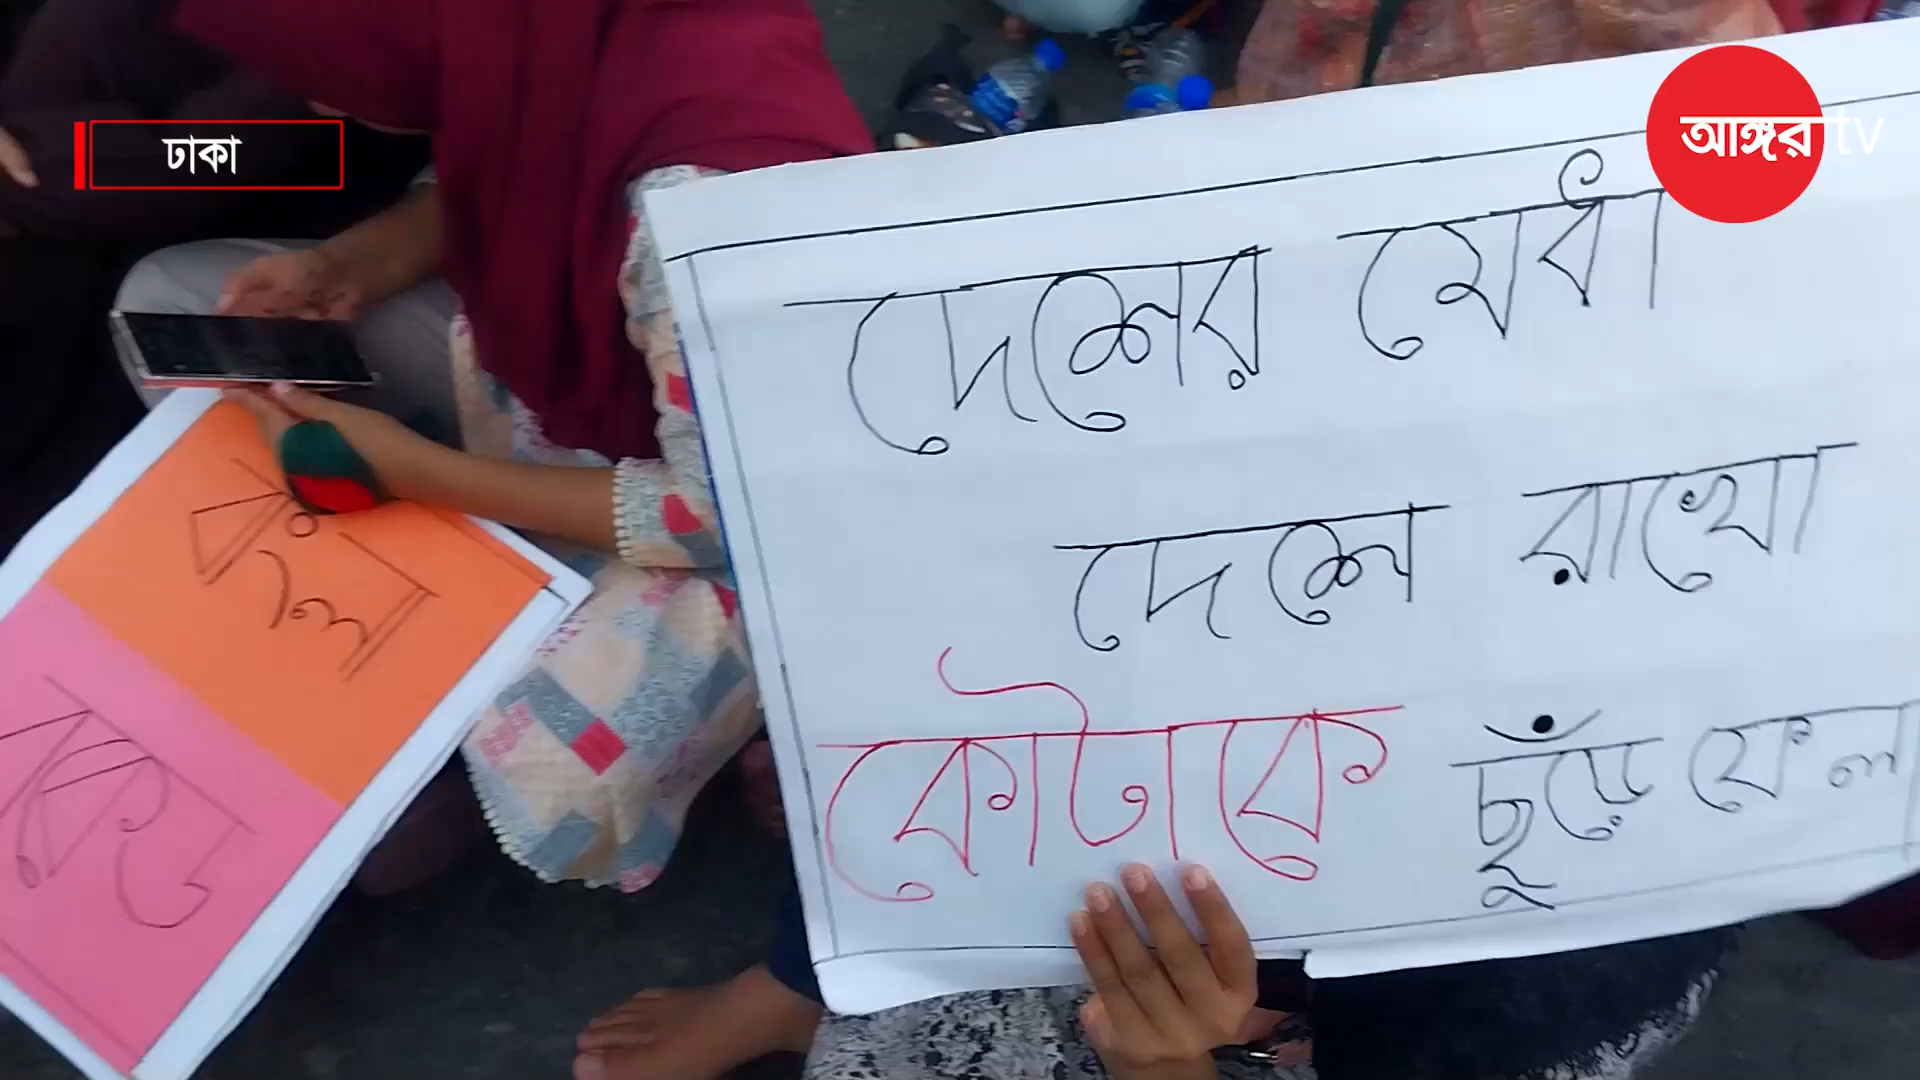 ঢাকা
আঙ্গর tv
দেশের মেধা
দেশে রাখো
কোটাকে ছুঁড়ে ফেল